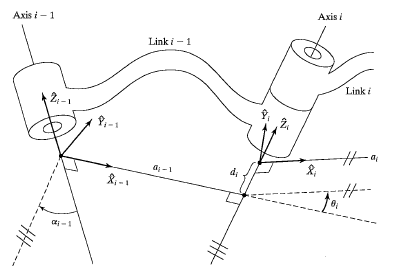 Axis i − 1
Axis i
Link i − 1
Link i
Ẑᵢ₋₁
Ŷᵢ₋₁
X̂ᵢ₋₁
aᵢ₋₁
αᵢ₋₁
Ŷᵢ
Ẑᵢ
dᵢ
X̂ᵢ
aᵢ
θᵢ